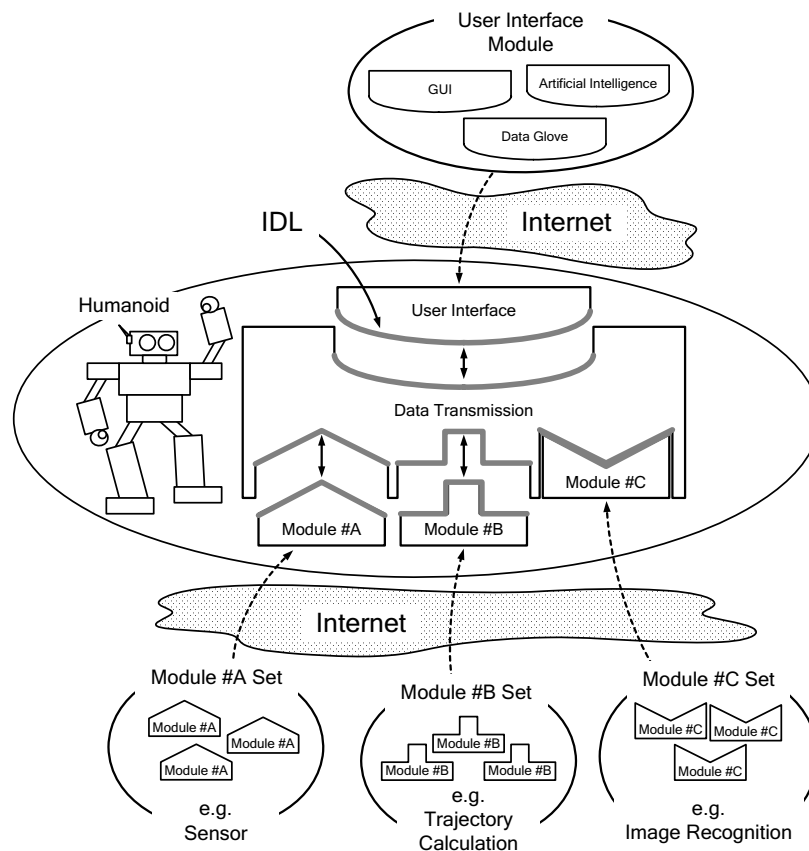 User Interface
Module
GUI
Artificial Intelligence
Data Glove
Internet
IDL
Humanoid
User Interface
Data Transmission
Module #A
Module #B
Module #C
Internet
Module #A Set
Module #A
Module #A
Module #A
e.g.
Sensor
Module #B Set
Module #B
Module #B
Module #B
e.g.
Trajectory
Calculation
Module #C Set
Module #C
Module #C
Module #C
e.g.
Image Recognition